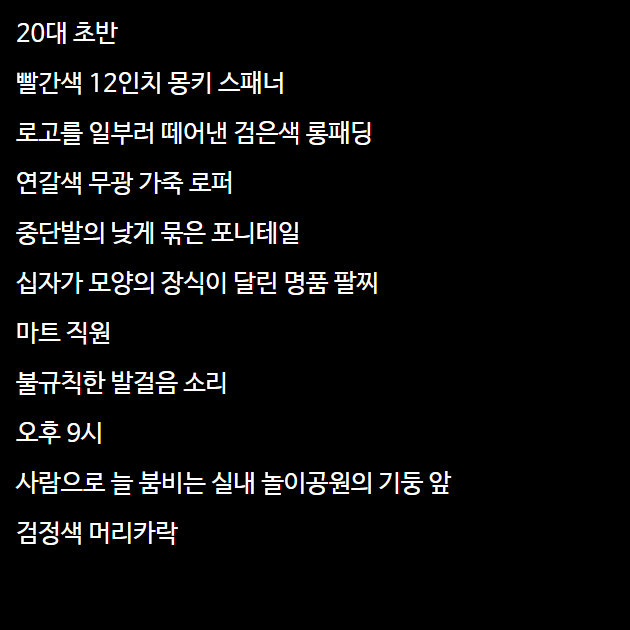 20대 초반
빨간색 12인치 몽키 스패너
로고를 일부러 떼어낸 검은색 롱패딩
연갈색 무광 가죽 로퍼
중단발의 낮게 묶은 포니테일
십자가 모양의 장식이 달린 명품 팔찌
마트 직원
불규칙한 발걸음 소리
오후 9시
사람으로 늘 붐비는 실내 놀이공원의 기둥 앞
검정색 머리카락